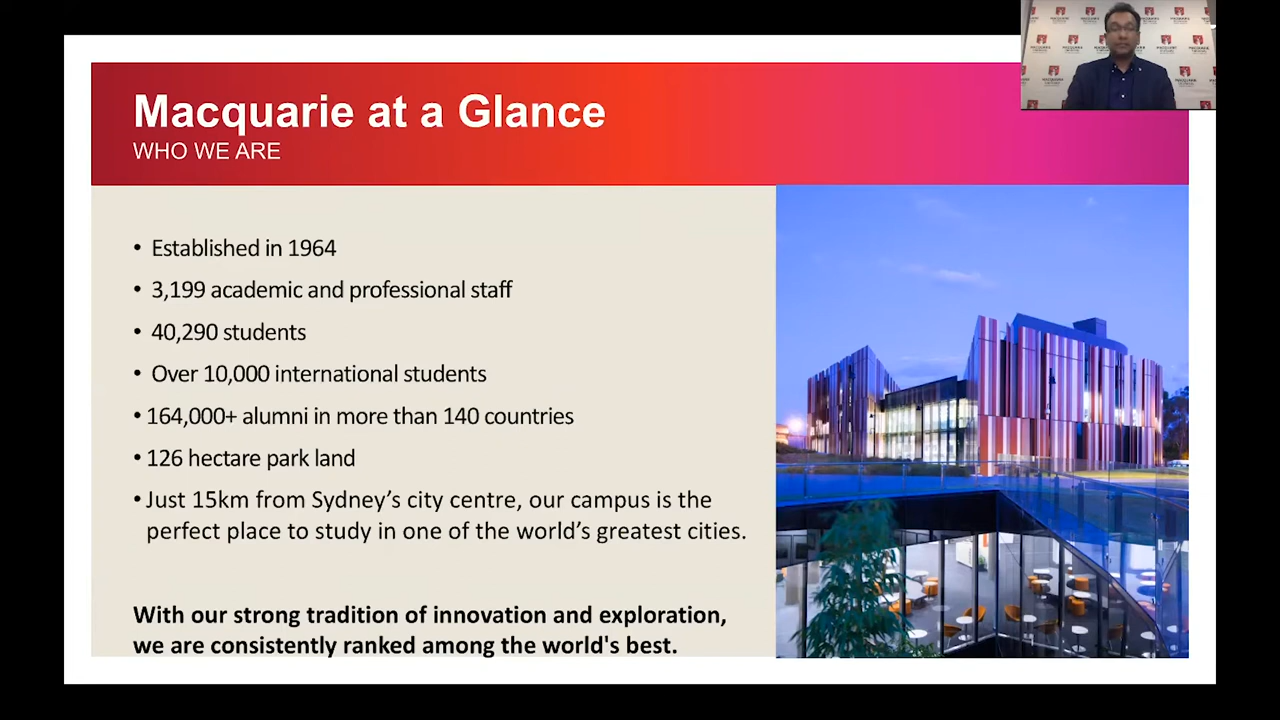 Macquarie at a Glance
WHO WE ARE
• Established in 1964
• 3,199 academic and professional staff
• 40,290 students
• Over 10,000 international students
• 164,000+ alumni in more than 140 countries
• 126 hectare park land
• Just 15km from Sydney’s city centre, our campus is the
perfect place to study in one of the world’s greatest cities.
With our strong tradition of innovation and exploration,
we are consistently ranked among the world's best.